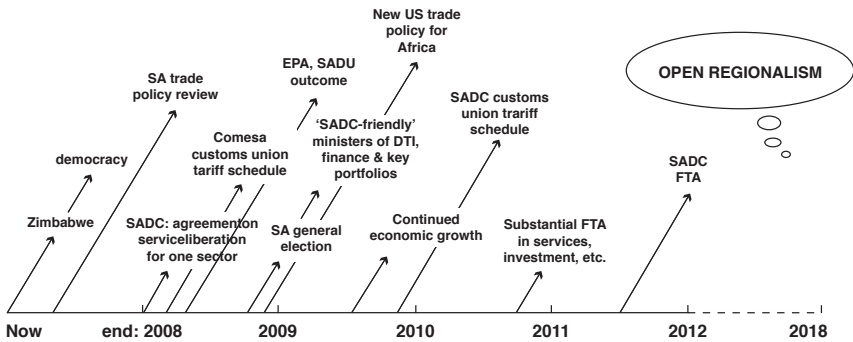 New US trade
policy for
Africa
EPA, SADU
outcome
OPEN REGIONALISM
SA trade
policy review
SADC customs
union trariff
schedule
'SADC-friendly'
ministers of DTI,
finance & key
portfolios
Comesa
customs union
tariff schedule
democracy
SADC
FTA
Zimbabwe
SADC: agreementon
serviceliberation
for one sector
SA general
election
Continued
economic growth
Substantial FTA
in services,
investment, etc.
Now end: 2008 2009 2010 2011 2012 2018